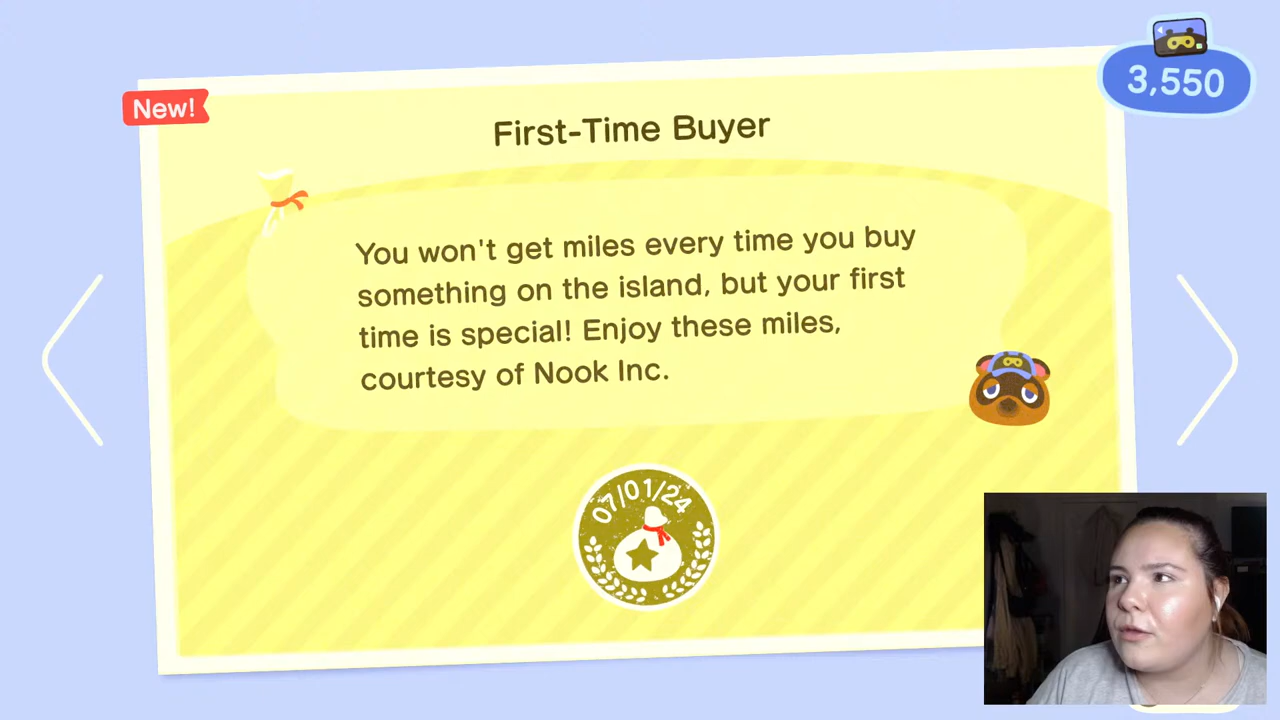 3,550
New!
First-Time Buyer
You won't get miles every time you buy
something on the island, but your first
time is special! Enjoy these miles,
courtesy of Nook Inc.
07/01/24